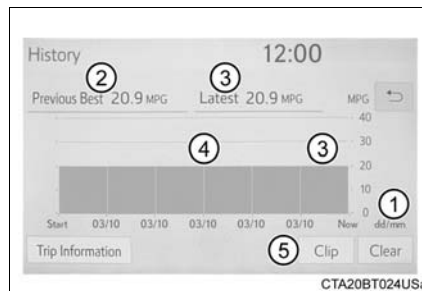 History 12:00
② ③
Previous Best 20.9 MPG Latest 20.9 MPG MPG
40
④ 30
③
20
10
① 0
Start 03/10 03/10 03/10 03/10 03/10 Now dd/mm
Trip Information ⑤ Clip Clear
CTA20BT024USa